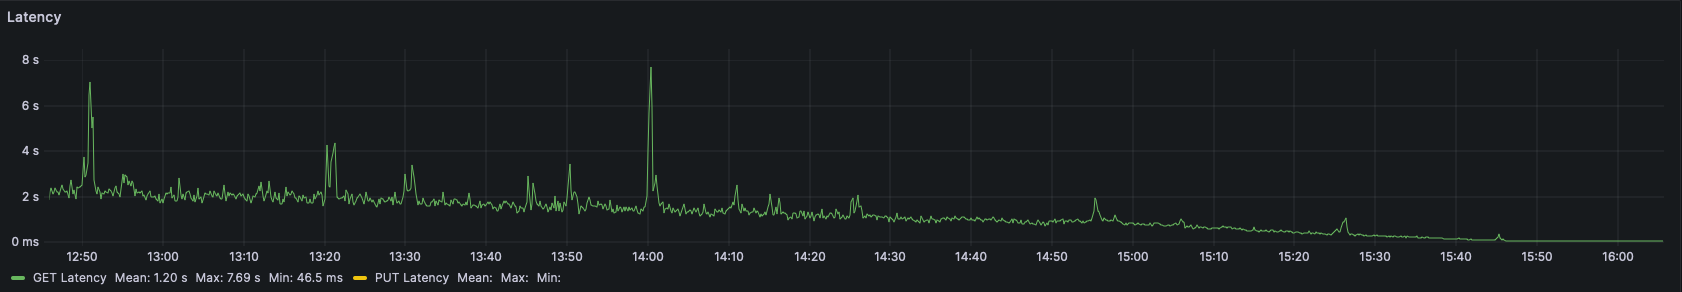 Latency
8 s
6 s
4 s
2 s
0 ms
12:50 13:00 13:10 13:20 13:30 13:40 13:50 14:00 14:10 14:20 14:30 14:40 14:50 15:00 15:10 15:20 15:30 15:40 15:50 16:00
GET Latency Mean: 1.20 s Max: 7.69 s Min: 46.5 ms PUT Latency Mean: Max: Min: